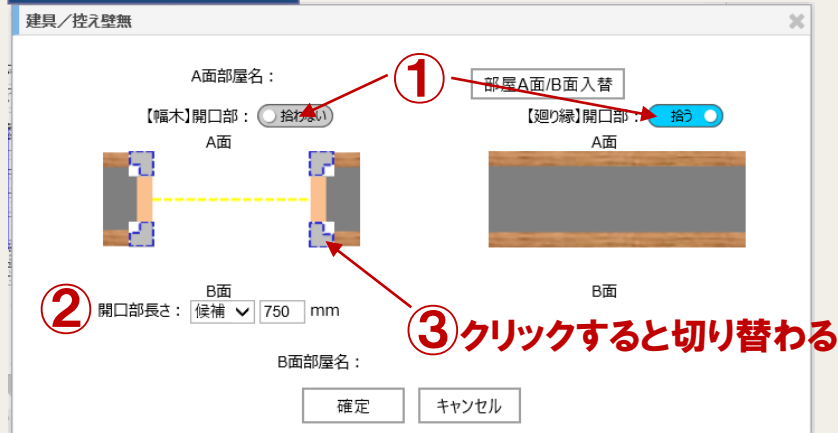 建具／控え壁無
A面部屋名：
①
部屋A面/B面入替
【幅木】開口部： 拾わない
【廻り縁】開口部： 拾う
A面
A面
B面
B面
② 開口部長さ： 候補 750 mm
③クリックすると切り替わる
B面部屋名：
確定
キャンセル